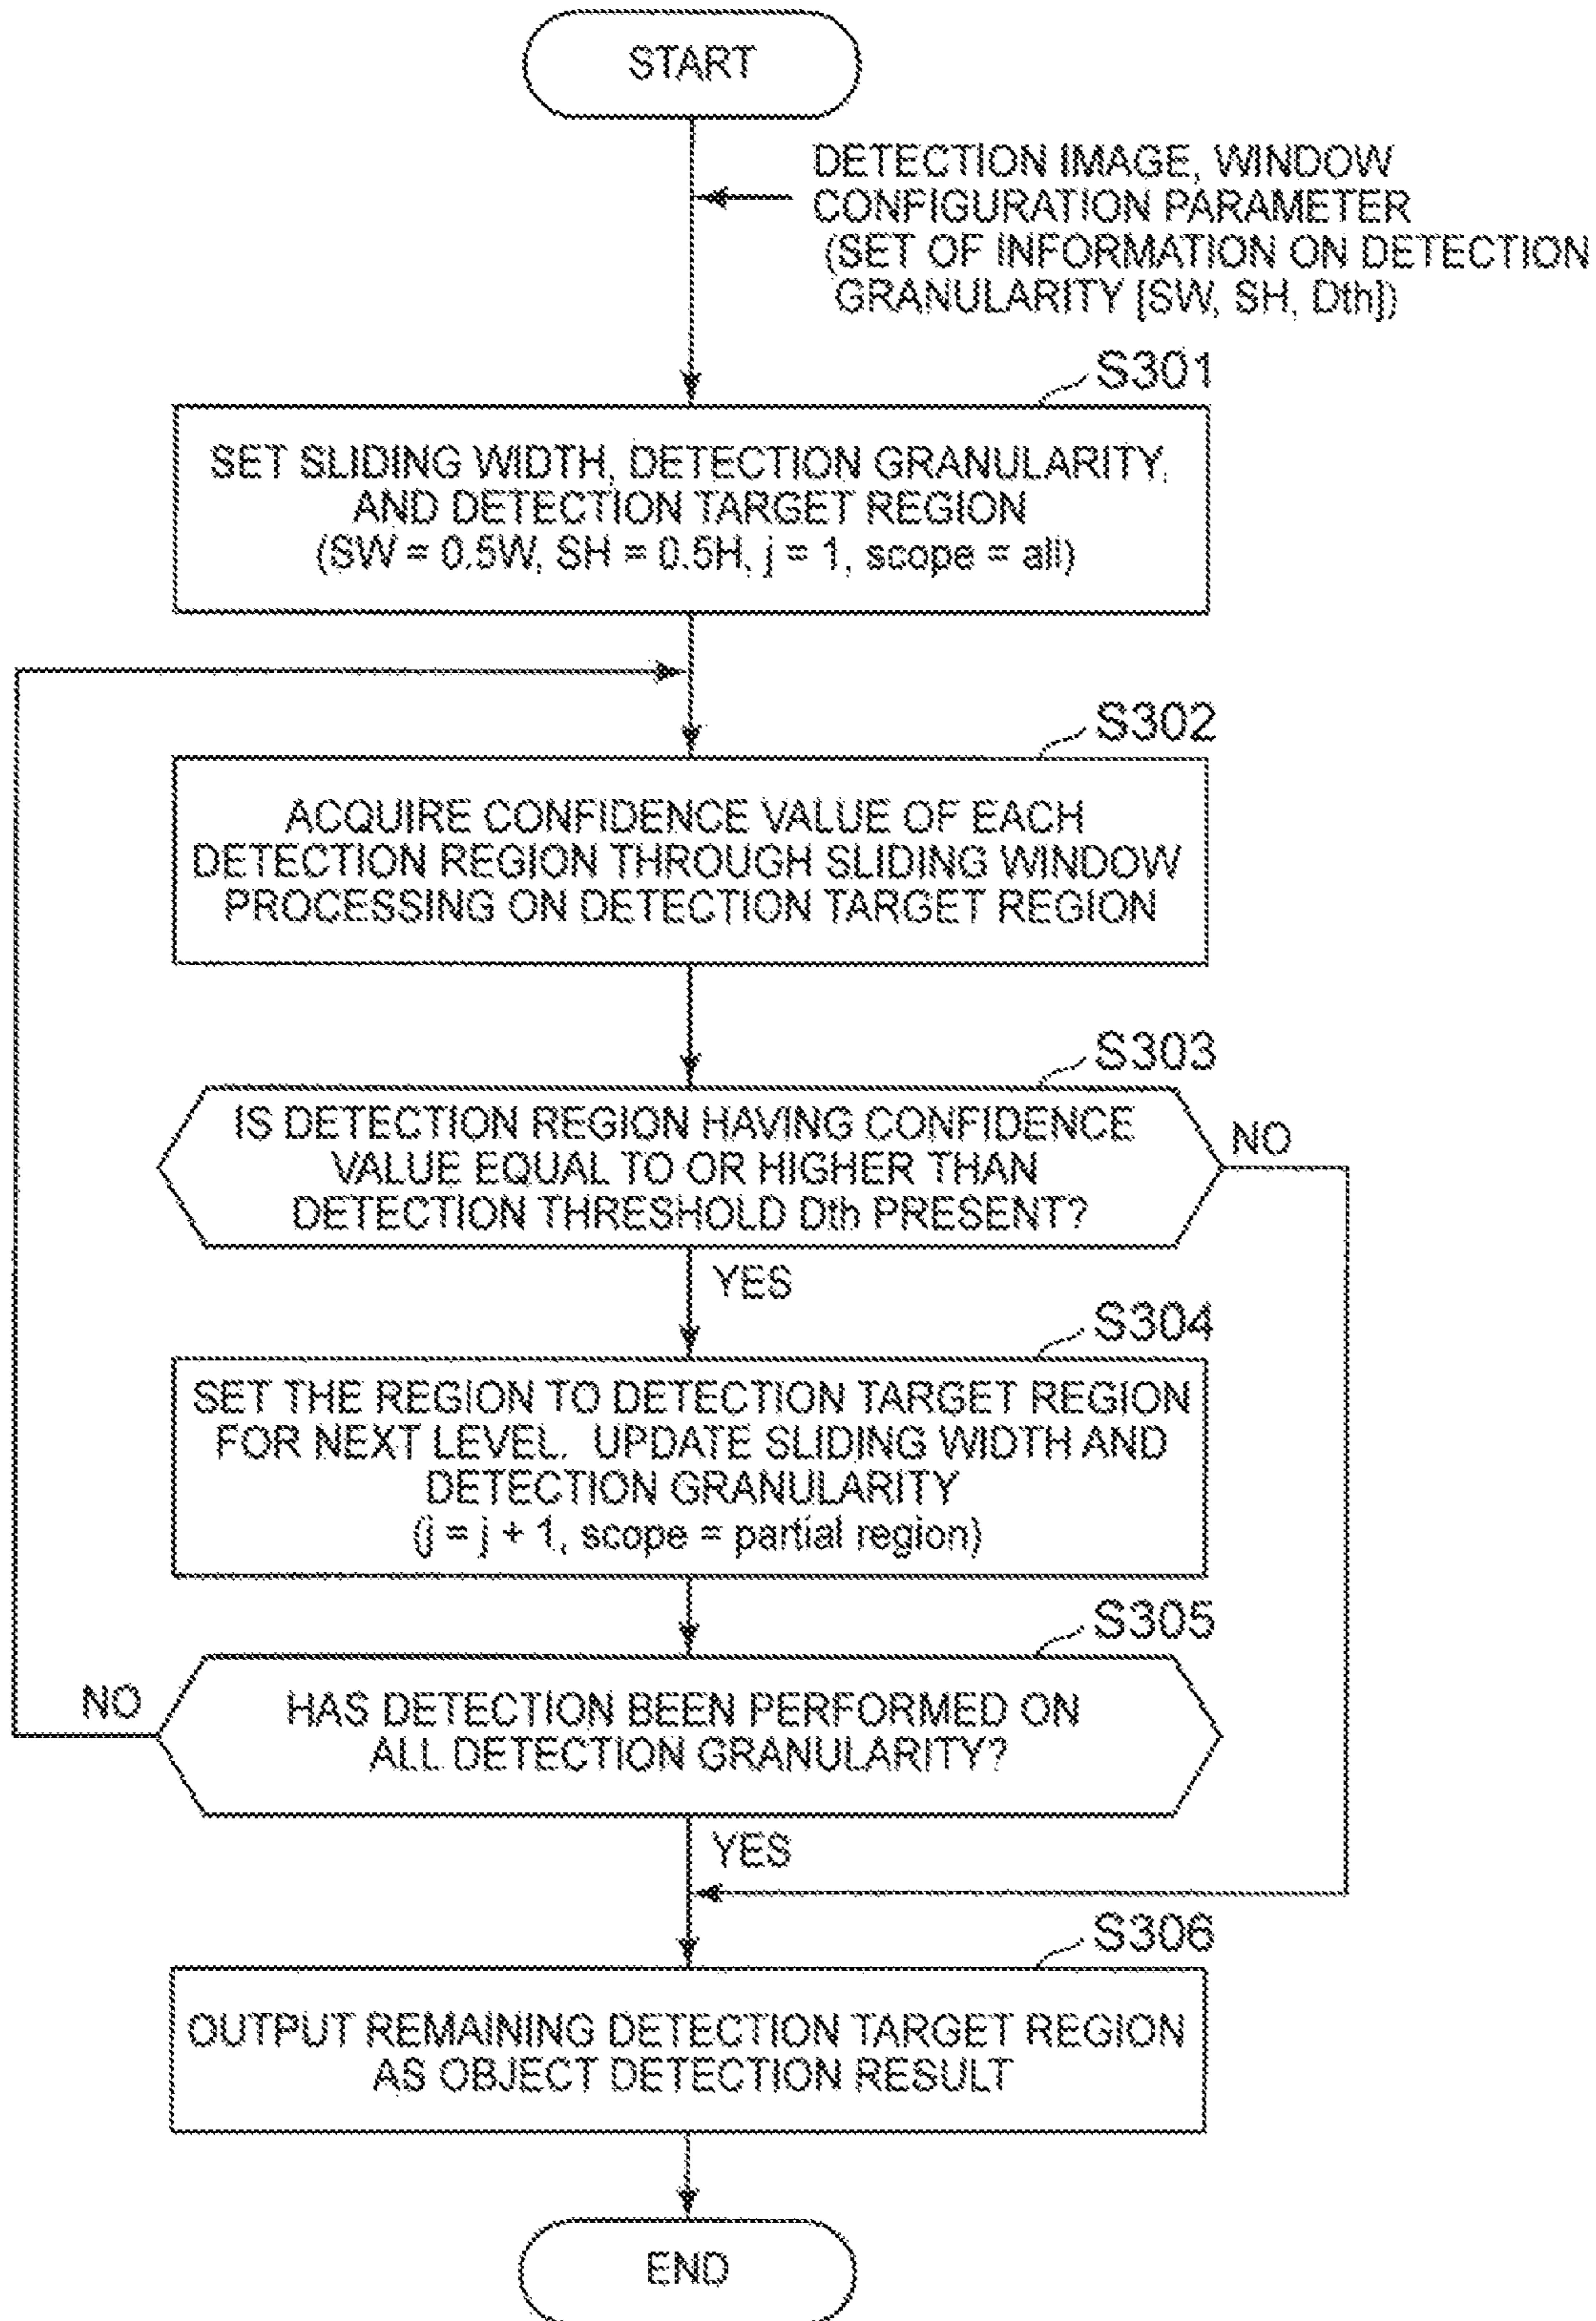 START
DETECTION IMAGE, WINDOW
CONFIGURATION PARAMETER
(SET OF INFORMATION ON DETECTION
GRANULARITY [SW, SH, Dth])
S301
SET SLIDING WIDTH, DETECTION GRANULARITY,
AND DETECTION TARGET REGION
(SW = 0.5W, SH = 0.5H, j = 1, scope = all)
S302
ACQUIRE CONFIDENCE VALUE OF EACH
DETECTION REGION THROUGH SLIDING WINDOW
PROCESSING ON DETECTION TARGET REGION
S303
IS DETECTION REGION HAVING CONFIDENCE
VALUE EQUAL TO OR HIGHER THAN
DETECTION THRESHOLD Dth PRESENT?
NO
YES
S304
SET THE REGION TO DETECTION TARGET REGION
FOR NEXT LEVEL. UPDATE SLIDING WIDTH AND
DETECTION GRANULARITY
(j = j + 1, scope = partial region)
S305
NO
HAS DETECTION BEEN PERFORMED ON
ALL DETECTION GRANULARITY?
YES
S306
OUTPUT REMAINING DETECTION TARGET REGION
AS OBJECT DETECTION RESULT
END